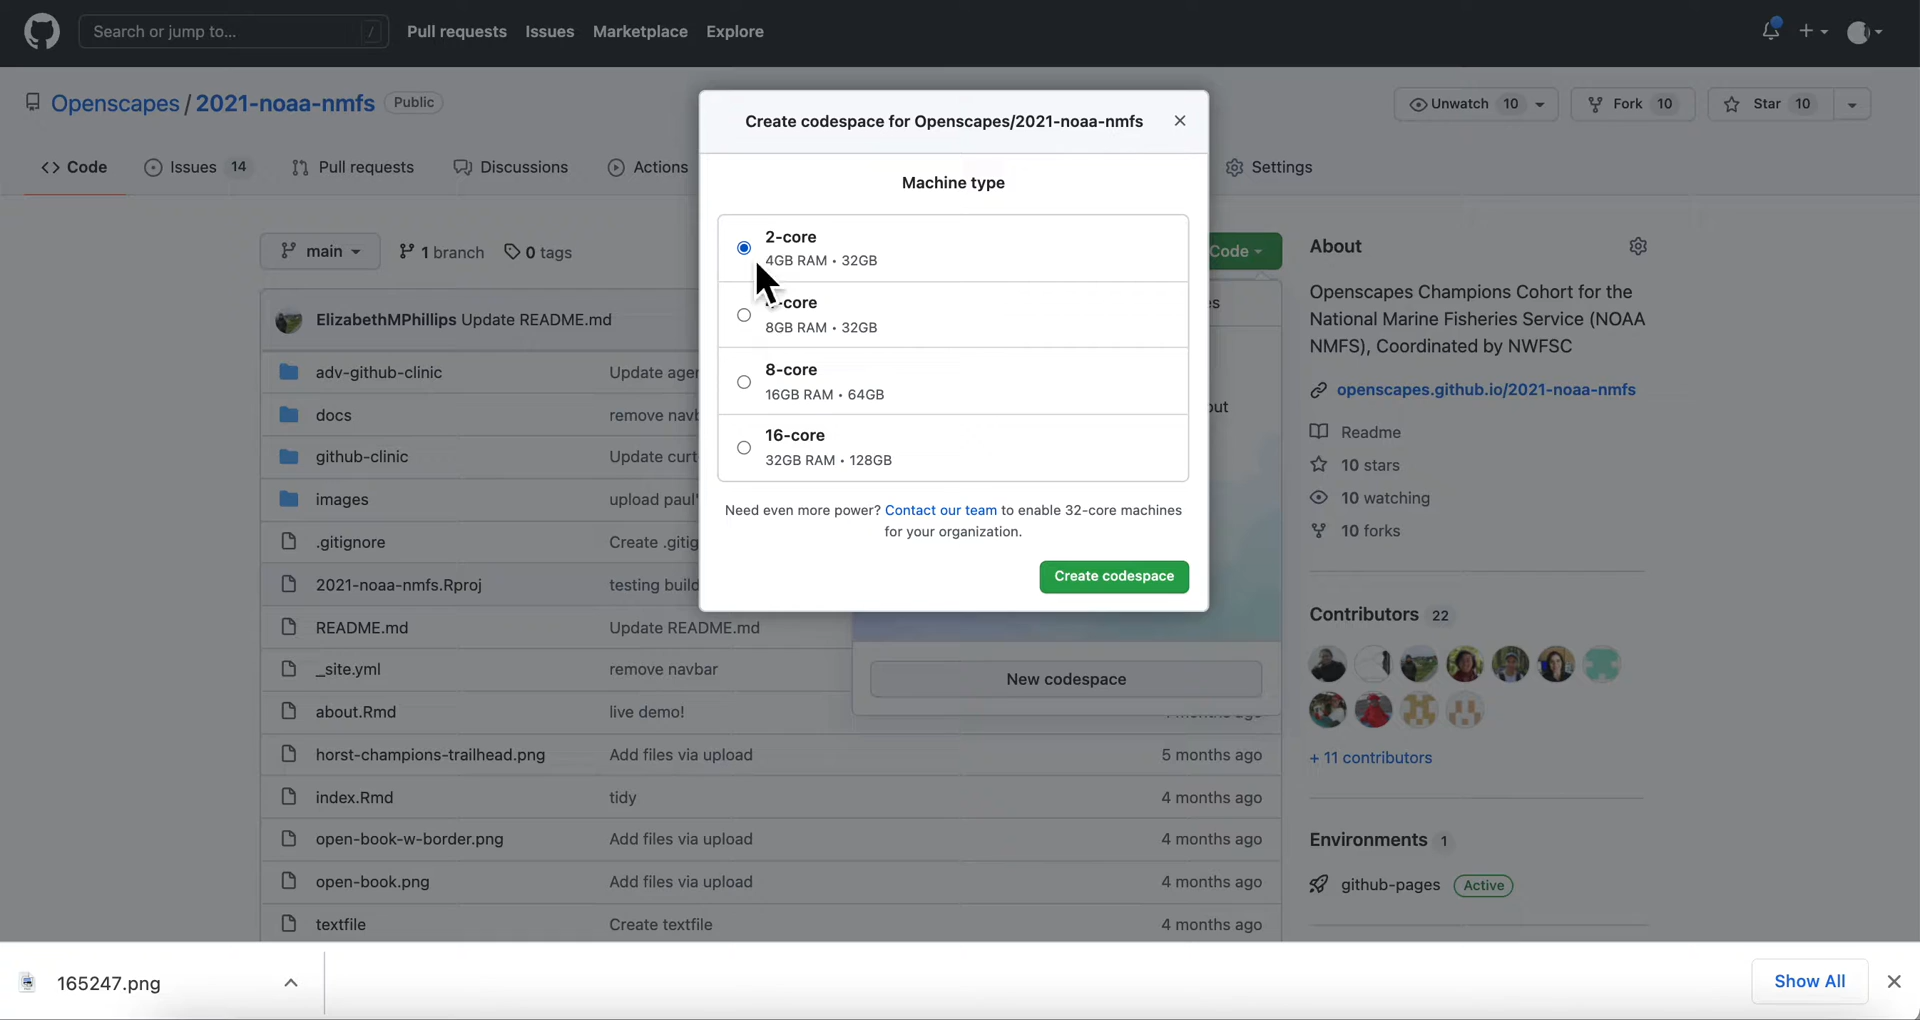 Search or jump to... /
Pull requests Issues Marketplace Explore
Openscapes / 2021-noaa-nmfs Public
Unwatch 10 Fork 10 Star 10
Code Issues 14 Pull requests Discussions Actions Settings
Create codespace for Openscapes/2021-noaa-nmfs
Machine type
2-core
4GB RAM • 32GB
-core
8GB RAM • 32GB
8-core
16GB RAM • 64GB
16-core
32GB RAM • 128GB
Need even more power? Contact our team to enable 32-core machines
for your organization.
Create codespace
main 1 branch 0 tags Code
ElizabethMPhillips Update README.md
adv-github-clinic Update
docs remove
github-clinic Update
images upload paul'
.gitignore Create
2021-noaa-nmfs.Rproj testing
README.md Update README.md
_site.yml remove navbar
about.Rmd live demo!
horst-champions-trailhead.png Add files via upload 5 months ago
index.Rmd tidy 4 months ago
open-book-w-border.png Add files via upload 4 months ago
open-book.png Add files via upload 4 months ago
textfile Create textfile 4 months ago
New codespace
About
Openscapes Champions Cohort for the
National Marine Fisheries Service (NOAA
NMFS), Coordinated by NWFSC
openscapes.github.io/2021-noaa-nmfs
Readme
10 stars
10 watching
10 forks
Contributors 22
+ 11 contributors
Environments 1
github-pages Active
165247.png
Show All